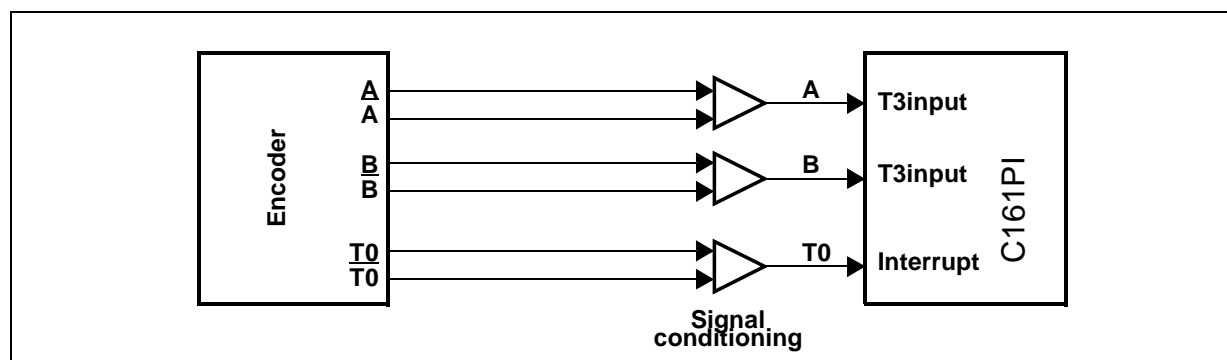 Encoder
A
A
B
B
T0
T0
A
B
T0
Signal
conditioning
T3input
T3input
Interrupt
C161PI